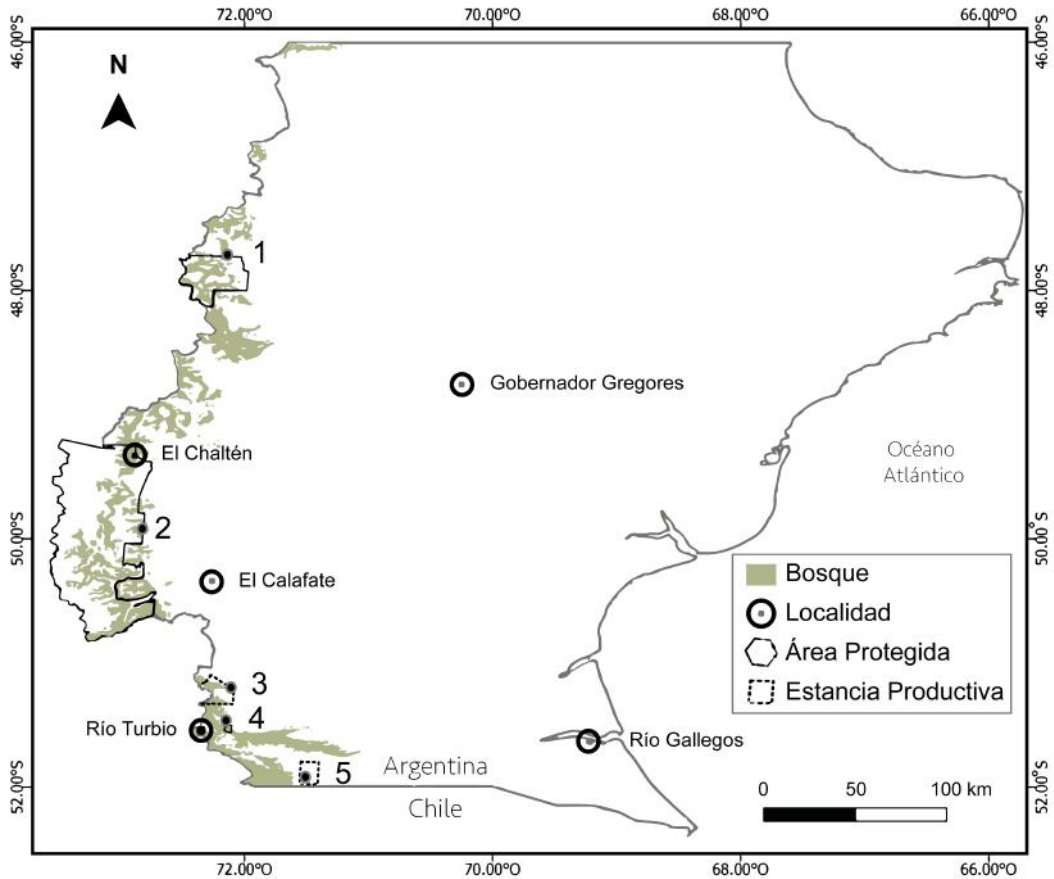 72.00°O
70.00°O
68.00°O
66.00°O
46.00°S
46.00°S
N
1
48.00°S
48.00°S
Gobernador Gregores
El Chaltén
Océano
Atlántico
2
50.00°S
50.00°S
El Calafate
Bosque
Localidad
Área Protegida
Estancia Productiva
3
4
Río Turbio
Río Gallegos
5
Argentina
Chile
52.00°S
52.00°S
0 50 100 km
72.00°O
70.00°O
68.00°O
66.00°O